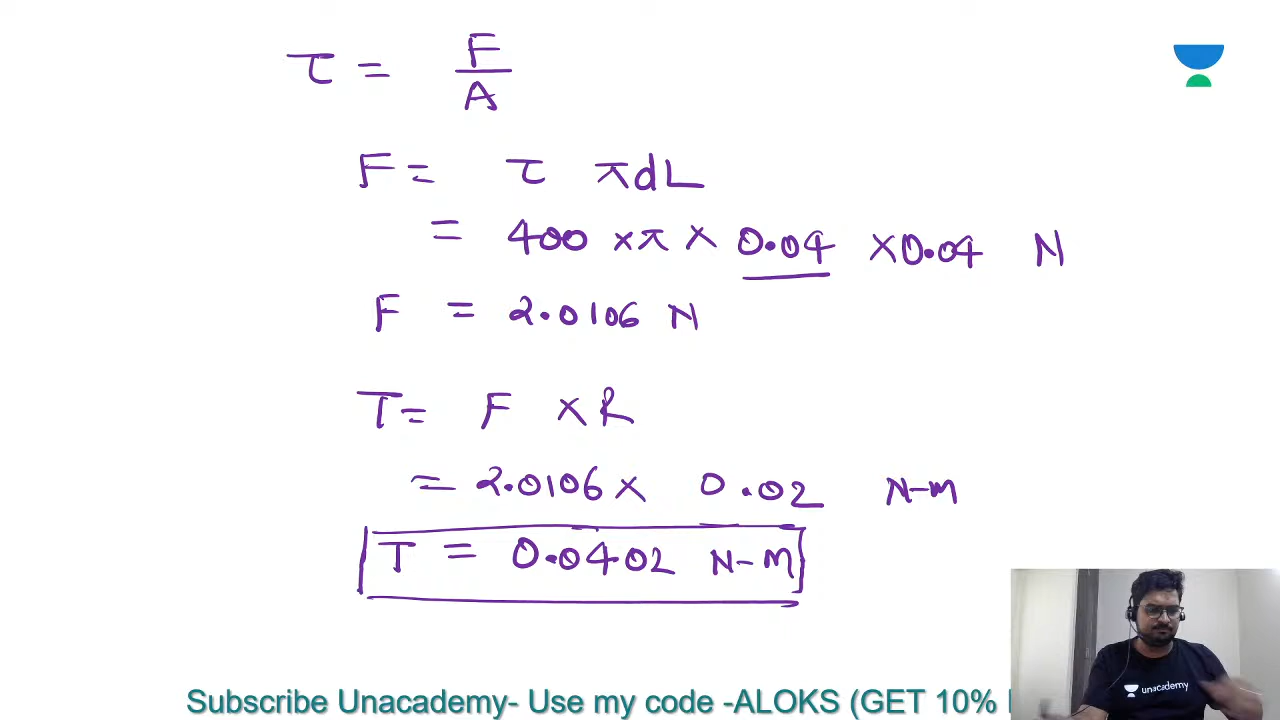 τ = F/A
F = τ πdL
= 400 × π × 0.04 × 0.04 N
F = 2.0106 N
T = F × R
= 2.0106 × 0.02 N-m
T = 0.0402 N-m
unacademy
Subscribe Unacademy- Use my code -ALOKS (GET 10%